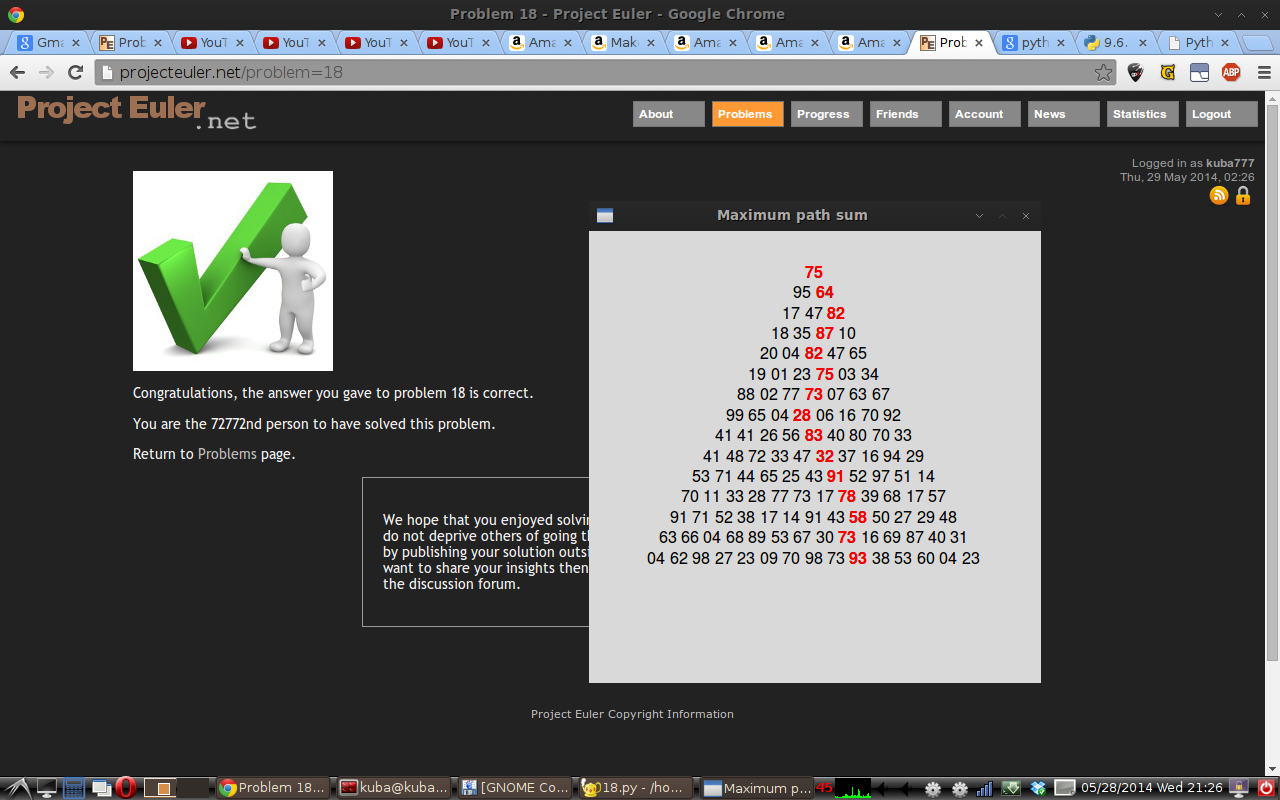 Problem 18 - Project Euler - Google Chrome
Gma Prob YouT YouT YouT YouT Ama Mak Ama Ama Ama Prob pyth 9.6. Pyth
projecteuler.net/problem=18
ABP
Project Euler
.net
About Problems Progress Friends Account News Statistics Logout
Logged in as kuba777
Thu, 29 May 2014, 02:26
Congratulations, the answer you gave to problem 18 is correct.
You are the 72772nd person to have solved this problem.
Return to Problems page.
We hope that you enjoyed solvin
do not deprive others of going th
by publishing your solution outsi
want to share your insights then
the discussion forum.
Maximum path sum
75
95 64
17 47 82
18 35 87 10
20 04 82 47 65
19 01 23 75 03 34
88 02 77 73 07 63 67
99 65 04 28 06 16 70 92
41 41 26 56 83 40 80 70 33
41 48 72 33 47 32 37 16 94 29
53 71 44 65 25 43 91 52 97 51 14
70 11 33 28 77 73 17 78 39 68 17 57
91 71 52 38 17 14 91 43 58 50 27 29 48
63 66 04 68 89 53 67 30 73 16 69 87 40 31
04 62 98 27 23 09 70 98 73 93 38 53 60 04 23
Project Euler Copyright Information
Problem 18... kuba@kuba... [GNOME Co... 018.py - /ho... Maximum p... 45 05/28/2014 Wed 21:26